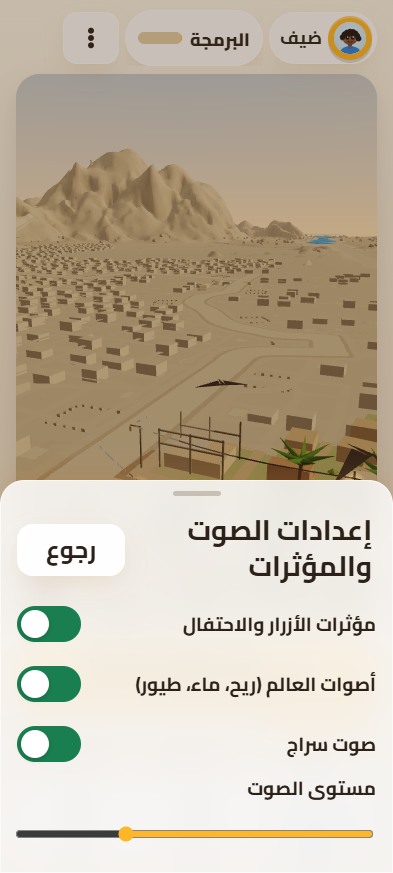 ضيف
البرمجة
إعدادات الصوت
والمؤثرات
رجوع
مؤثرات الأزرار والاحتفال
أصوات العالم (ريح، ماء، طيور)
صوت سراج
مستوى الصوت